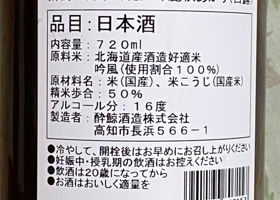 品目：日本酒
内容量：720ml
原料米：北海道産酒造好適米
吟風(使用割合100%)
原材料名：米(国産)、米こうじ(国産米)
精米歩合：50%
アルコール分：16度
製造者：酔鯨酒造株式会社
高知市長浜566-1
●冷やして、開栓後はお早めにお召し上がりください
●妊娠中・授乳期の飲酒はお控えください
●飲酒は20歳になってから
●お酒はおいしく適量を